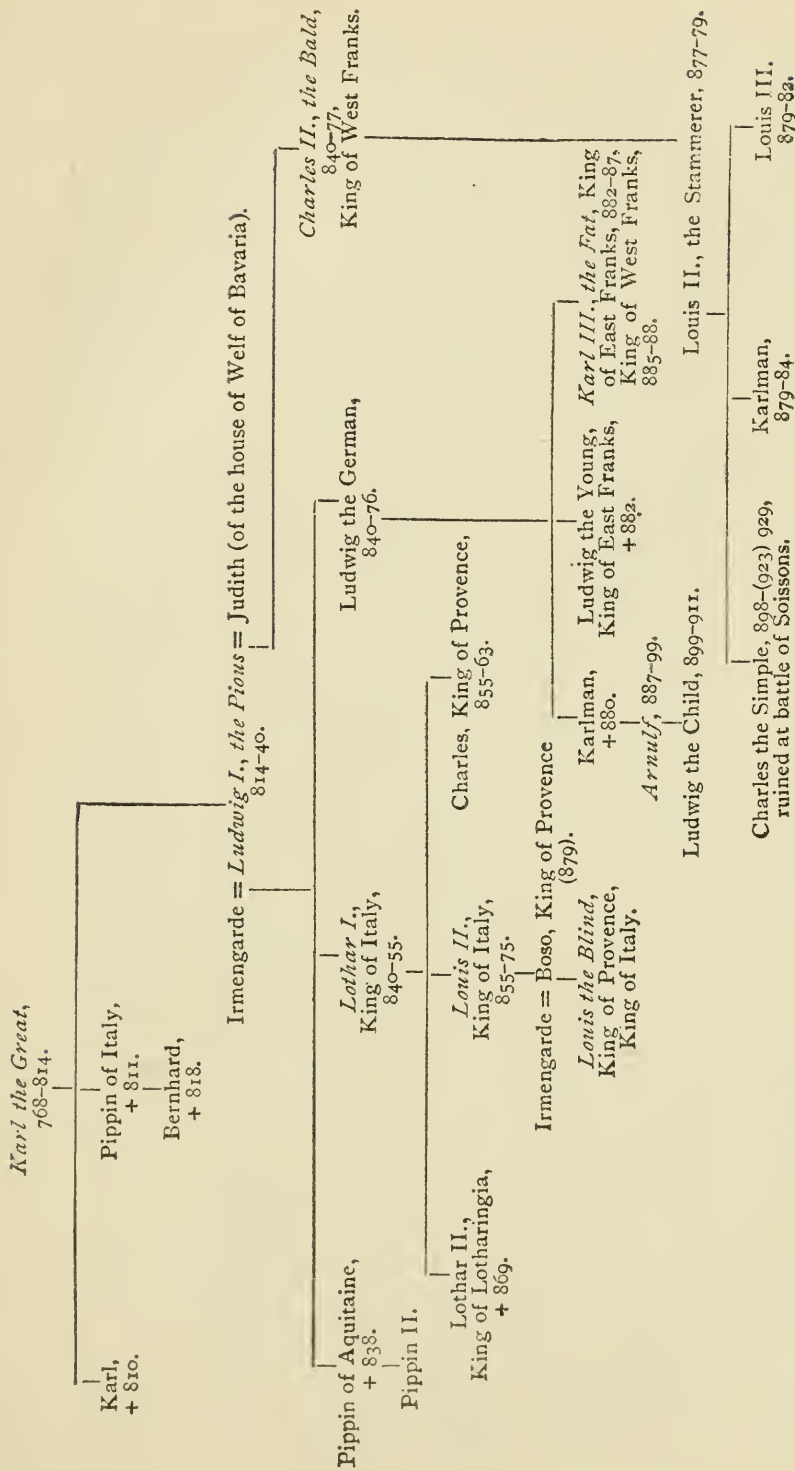 Karl the Great,
768–814.
Karl,
+ 810.
Pippin of Italy,
+ 811.
Bernhard,
+ 818.
Irmengarde = Ludwig I., the Pious = Judith (of the house of Welf of Bavaria).
814–40.
Pippin of Aquitaine,
+ 838.
Pippin II.
Lothar I.,
King of Italy,
840–55.
Ludwig the German,
840–76.
Charles II., the Bald,
840–77,
King of West Franks.
Lothar II.,
King of Lotharingia,
+ 869.
Louis II.,
King of Italy,
855–75.
Charles, King of Provence,
855–63.
Irmengarde = Boso, King of Provence
(879).
Louis the Blind,
King of Provence,
King of Italy.
Karlman,
+ 880.
Arnulf, 887–99.
Ludwig the Child, 899–911.
Ludwig the Young,
King of East Franks,
+ 882.
Karl III., the Fat, King
of East Franks, 882–87,
King of West Franks,
885–88.
Louis II., the Stammerer, 877–79.
Charles the Simple, 898–(923) 929,
ruined at battle of Soissons.
Karlman,
879–84.
Louis III.
879–82.